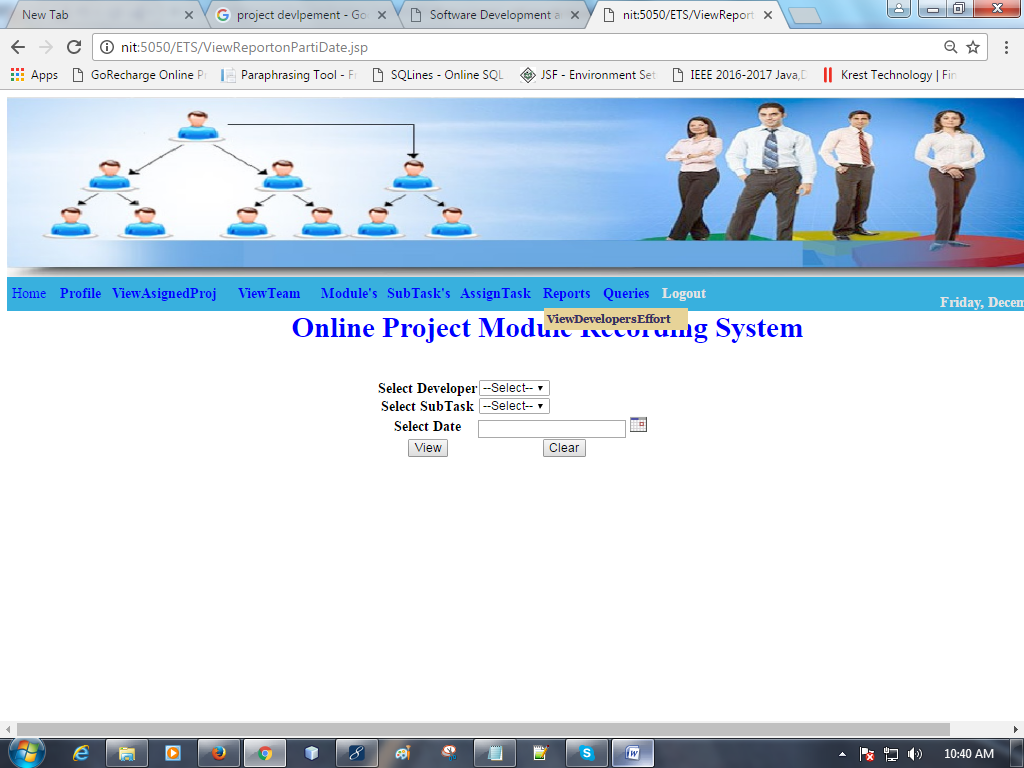 New Tab project devlpement - Go Software Development a nit:5050/ETS/ViewReport
nit:5050/ETS/ViewReportonPartiDate.jsp
Apps GoRecharge Online P Paraphrasing Tool - F SQLines - Online SQL JSF - Environment Set IEEE 2016-2017 Java,D Krest Technology | Fin
Home Profile ViewAsignedProj ViewTeam Module's SubTask's AssignTask Reports Queries Logout
Friday, Decem
ViewDevelopersEffort
Online Project Module Recording System
Select Developer --Select--
Select SubTask --Select--
Select Date
View Clear
10:40 AM